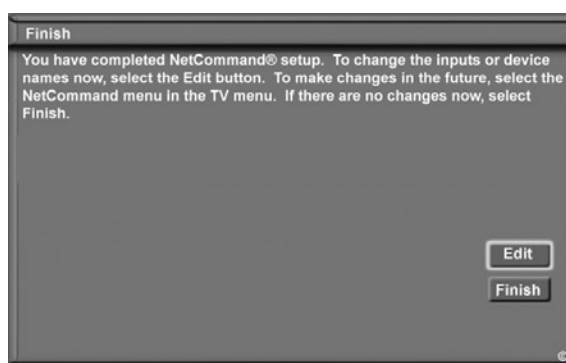 Finish
You have completed NetCommand® setup. To change the inputs or device
names now, select the Edit button. To make changes in the future, select the
NetCommand menu in the TV menu. If there are no changes now, select
Finish.
Edit
Finish